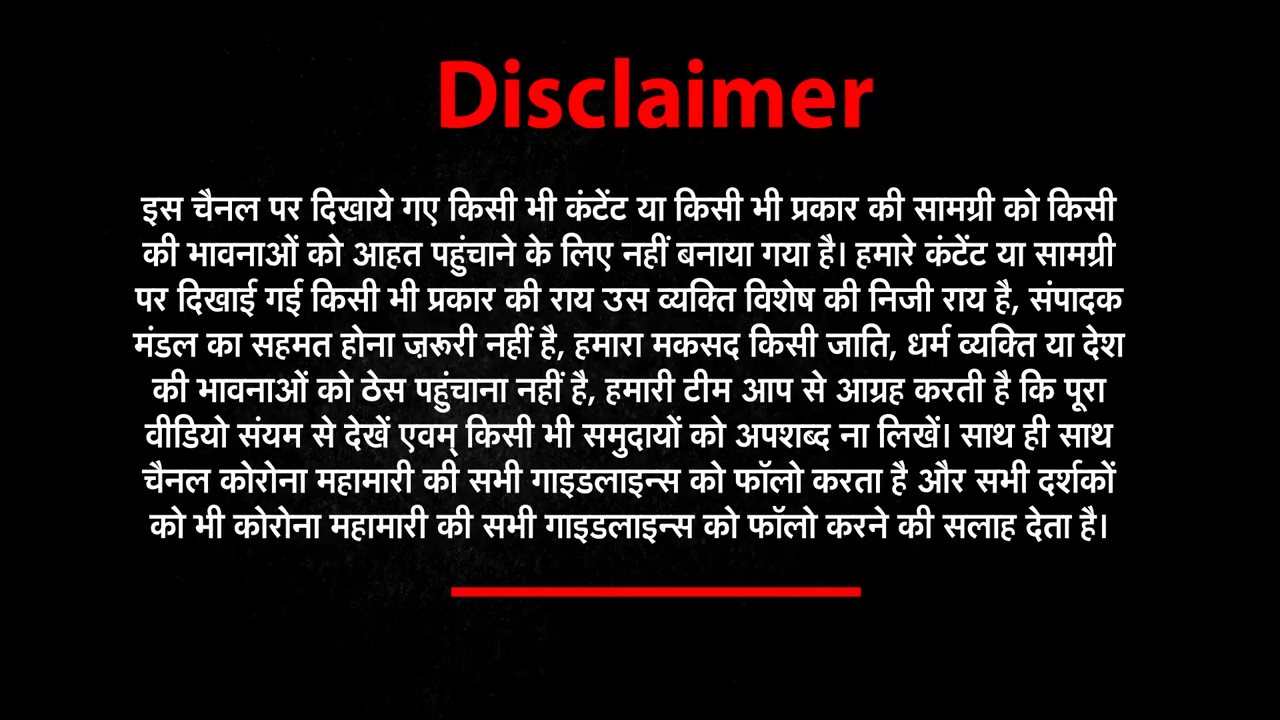 Disclaimer
इस चैनल पर दिखाये गए किसी भी कंटेंट या किसी भी प्रकार की सामग्री को किसी
की भावनाओं को आहत पहुंचाने के लिए नहीं बनाया गया है। हमारे कंटेंट या सामग्री
पर दिखाई गई किसी भी प्रकार की राय उस व्यक्ति विशेष की निजी राय है, संपादक
मंडल का सहमत होना ज़रूरी नहीं है, हमारा मकसद किसी जाति, धर्म व्यक्ति या देश
की भावनाओं को ठेस पहुंचाना नहीं है, हमारी टीम आप से आग्रह करती है कि पूरा
वीडियो संयम से देखें एवम् किसी भी समुदायों को अपशब्द ना लिखें। साथ ही साथ
चैनल कोरोना महामारी की सभी गाइडलाइन्स को फॉलो करता है और सभी दर्शकों
को भी कोरोना महामारी की सभी गाइडलाइन्स को फॉलो करने की सलाह देता है।